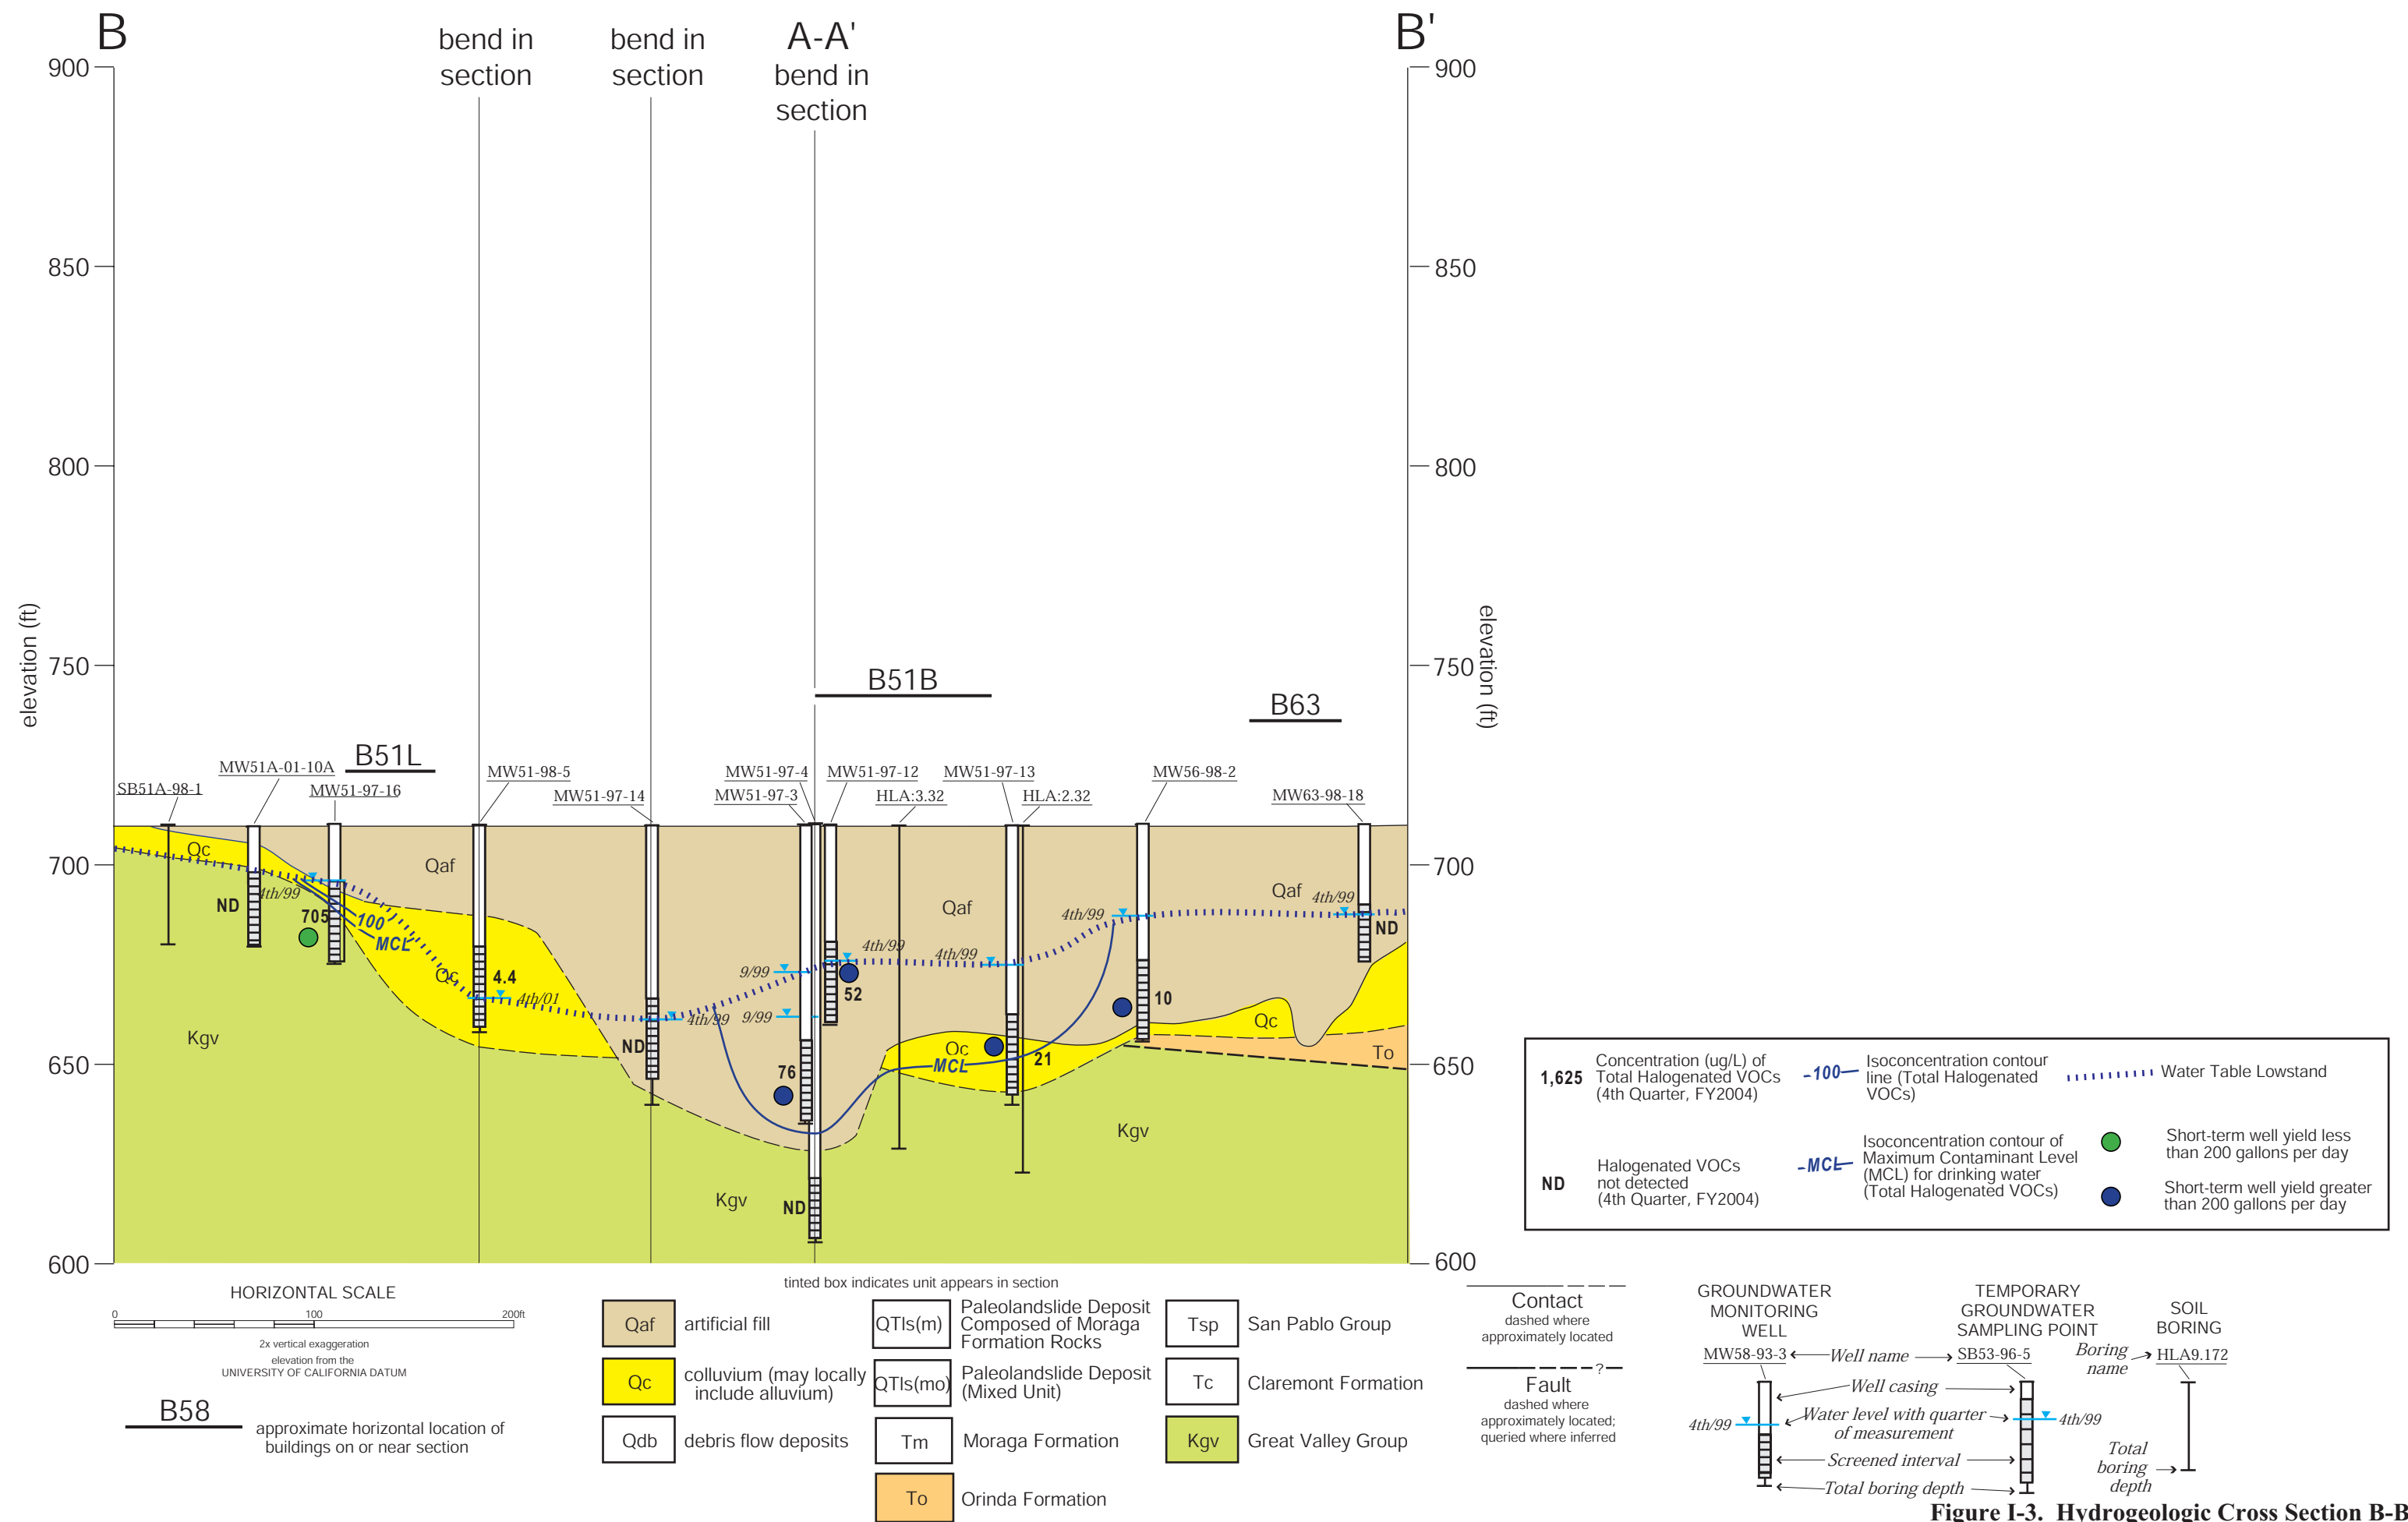 B
B'
bend in
section
bend in
section
A-A'
bend in
section
900
850
800
750
700
650
600
900
850
800
750
700
650
600
elevation (ft)
elevation (ft)
B51B
B63
B51L
SB51A-98-1
MW51A-01-10A
MW51-97-16
MW51-98-5
MW51-97-14
MW51-97-4
MW51-97-3
MW51-97-12
HLA:3.32
MW51-97-13
HLA:2.32
MW56-98-2
MW63-98-18
Qc
Qaf
Qaf
Qaf
4th/99
ND
705
100
MCL
Qc
4.4
4th/01
ND
4th/99
9/99
9/99
4th/99
52
76
ND
4th/99
Qc
MCL
21
4th/99
10
4th/99
ND
Qc
To
Kgv
Kgv
Kgv
1,625
Concentration (ug/L) of
Total Halogenated VOCs
(4th Quarter, FY2004)
-100-
Isoconcentration contour
line (Total Halogenated
VOCs)
Water Table Lowstand
ND
Halogenated VOCs
not detected
(4th Quarter, FY2004)
-MCL-
Isoconcentration contour of
Maximum Contaminant Level
(MCL) for drinking water
(Total Halogenated VOCs)
Short-term well yield less
than 200 gallons per day
Short-term well yield greater
than 200 gallons per day
HORIZONTAL SCALE
0 100 200ft
2x vertical exaggeration
elevation from the
UNIVERSITY OF CALIFORNIA DATUM
B58
approximate horizontal location of
buildings on or near section
tinted box indicates unit appears in section
Qaf artificial fill
Qc colluvium (may locally
include alluvium)
Qdb debris flow deposits
QTls(m) Paleolandslide Deposit
Composed of Moraga
Formation Rocks
QTls(mo) Paleolandslide Deposit
(Mixed Unit)
Tm Moraga Formation
To Orinda Formation
Tsp San Pablo Group
Tc Claremont Formation
Kgv Great Valley Group
Contact
dashed where
approximately located
?
Fault
dashed where
approximately located;
queried where inferred
GROUNDWATER
MONITORING
WELL
TEMPORARY
GROUNDWATER
SAMPLING POINT
SOIL
BORING
MW58-93-3
Well name
SB53-96-5
Boring
name
HLA9.172
Well casing
4th/99
Water level with quarter
of measurement
4th/99
Screened interval
Total boring depth
Total
boring
depth
Figure I-3. Hydrogeologic Cross Section B-B